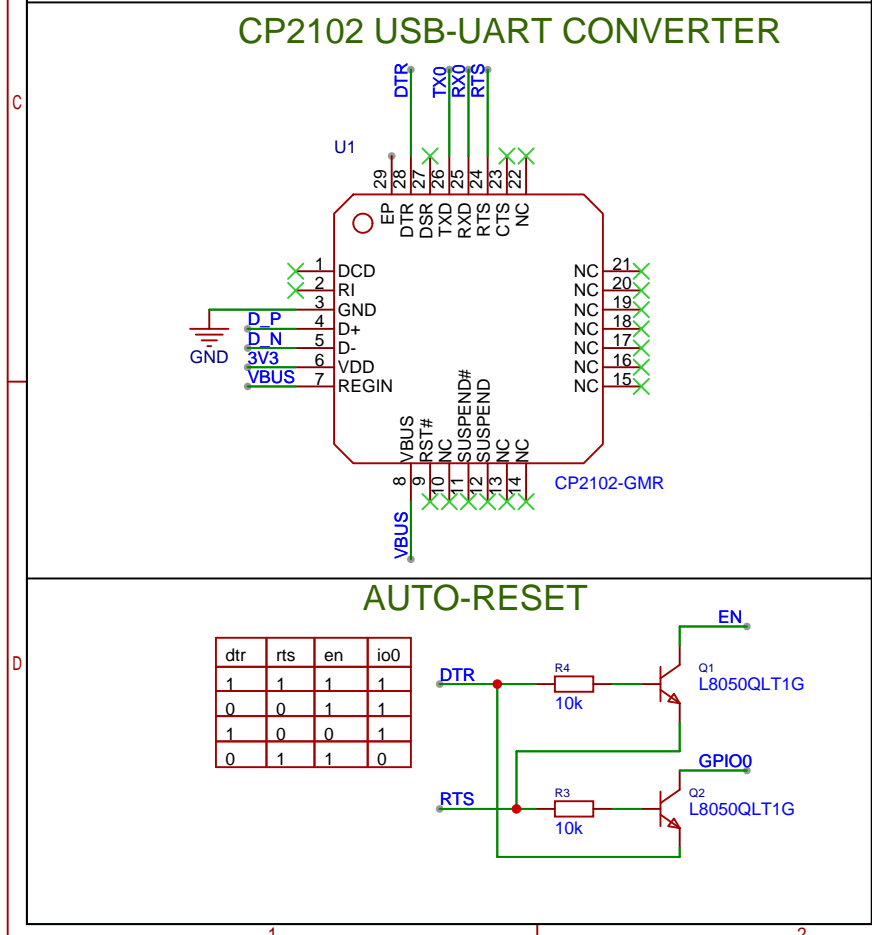 CP2102 USB-UART CONVERTER
C
DTR
TX0
RX0
RTS
U1
29
28
27
26
25
24
23
22
EP
DTR
DSR
TXD
RXD
RTS
CTS
NC
1 DCD
2 RI
3 GND
D_P 4 D+
D_N 5 D-
3V3 6 VDD
VBUS 7 REGIN
GND
NC 21
NC 20
NC 19
NC 18
NC 17
NC 16
NC 15
VBUS
RST#
NC
SUSPEND#
SUSPEND
NC
NC
8
9
10
11
12
13
14
CP2102-GMR
VBUS
AUTO-RESET
D
dtr rts en io0
1 1 1 1
0 0 1 1
1 0 0 1
0 1 1 0
EN
DTR
R4
10k
Q1
L8050QLT1G
GPIO0
RTS
R3
10k
Q2
L8050QLT1G
1
2